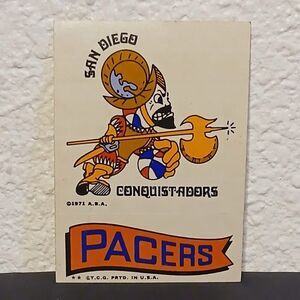 SAN DIEGO
CONQUISTADORS
©1971 A.B.A.
PACERS
** ©T.C.G. PRTD. IN U.S.A.